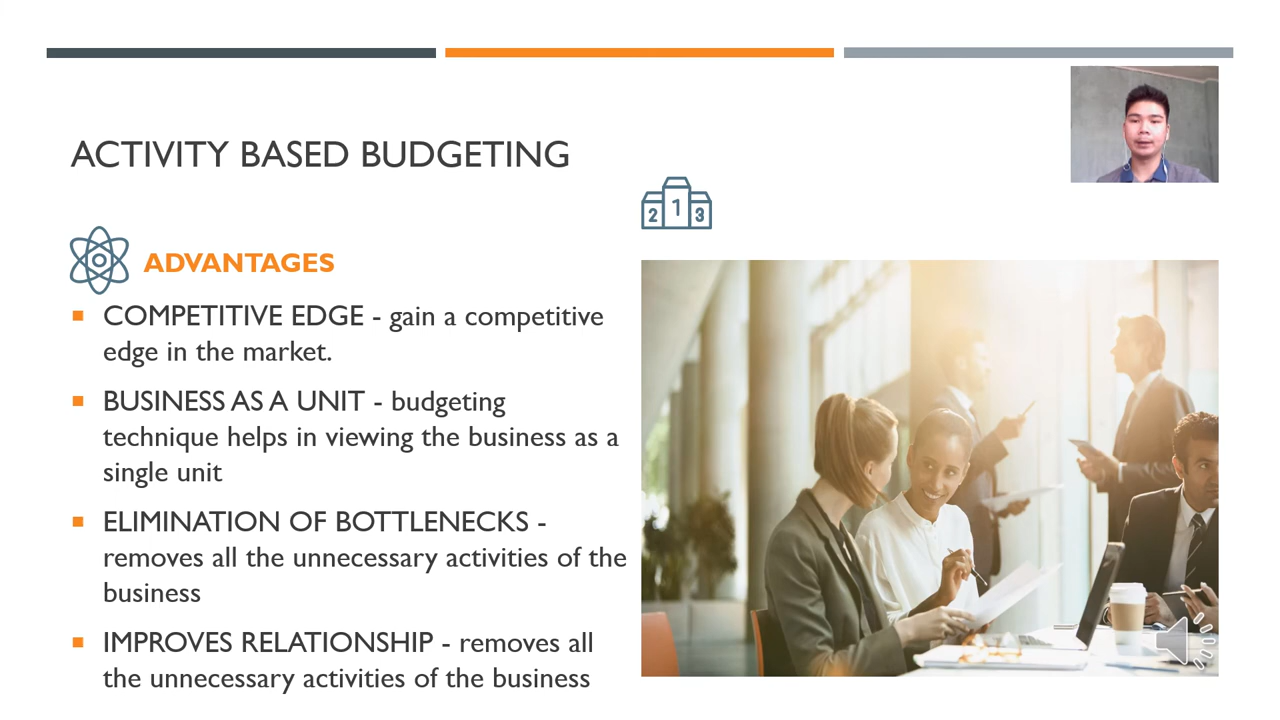 ACTIVITY BASED BUDGETING
2 1 3
ADVANTAGES
COMPETITIVE EDGE - gain a competitive
edge in the market.
BUSINESS AS A UNIT - budgeting
technique helps in viewing the business as a
single unit
ELIMINATION OF BOTTLENECKS -
removes all the unnecessary activities of the
business
IMPROVES RELATIONSHIP - removes all
the unnecessary activities of the business